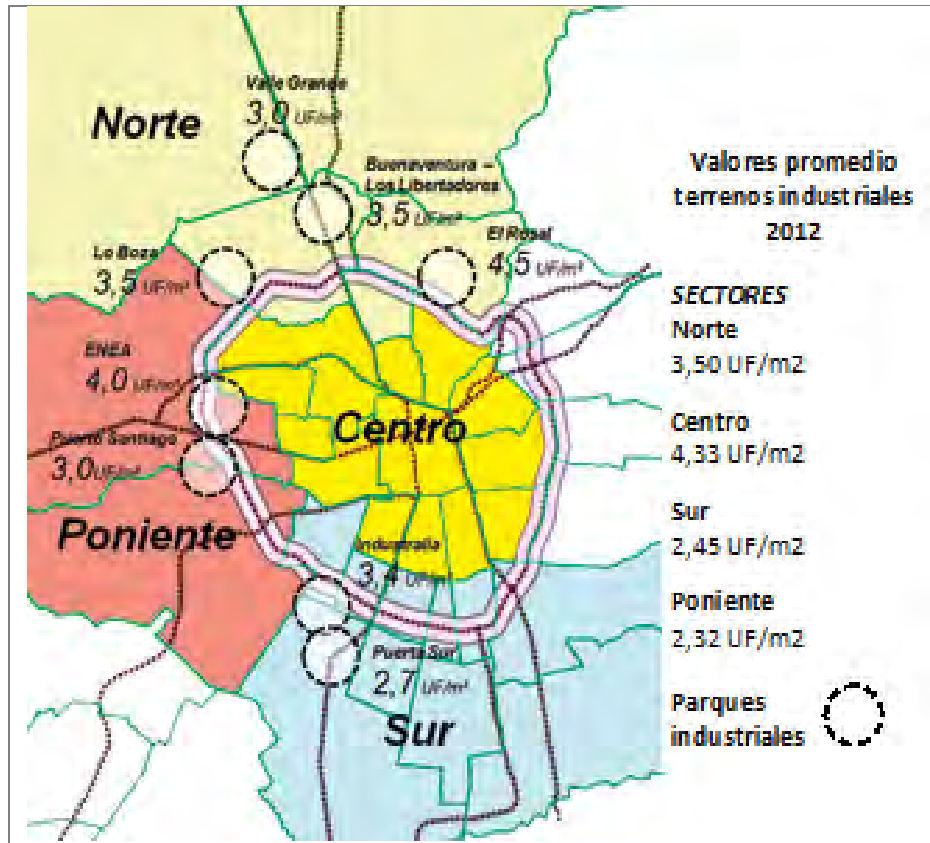 Norte
Valle Grande
3,0 UF/m²
Buenaventura –
Los Libertadores
3,5 UF/m²
El Rosal
4,5 UF/m²
Lo Boza
3,5 UF/m²
ENEA
4,0 UF/m²
Centro
Puerto Santiago
3,0 UF/m²
Poniente
Industrialia
3,4 UF/m²
Puerta Sur
2,7 UF/m²
Sur
Valores promedio
terrenos industriales
2012
SECTORES
Norte
3,50 UF/m2
Centro
4,33 UF/m2
Sur
2,45 UF/m2
Poniente
2,32 UF/m2
Parques
industriales